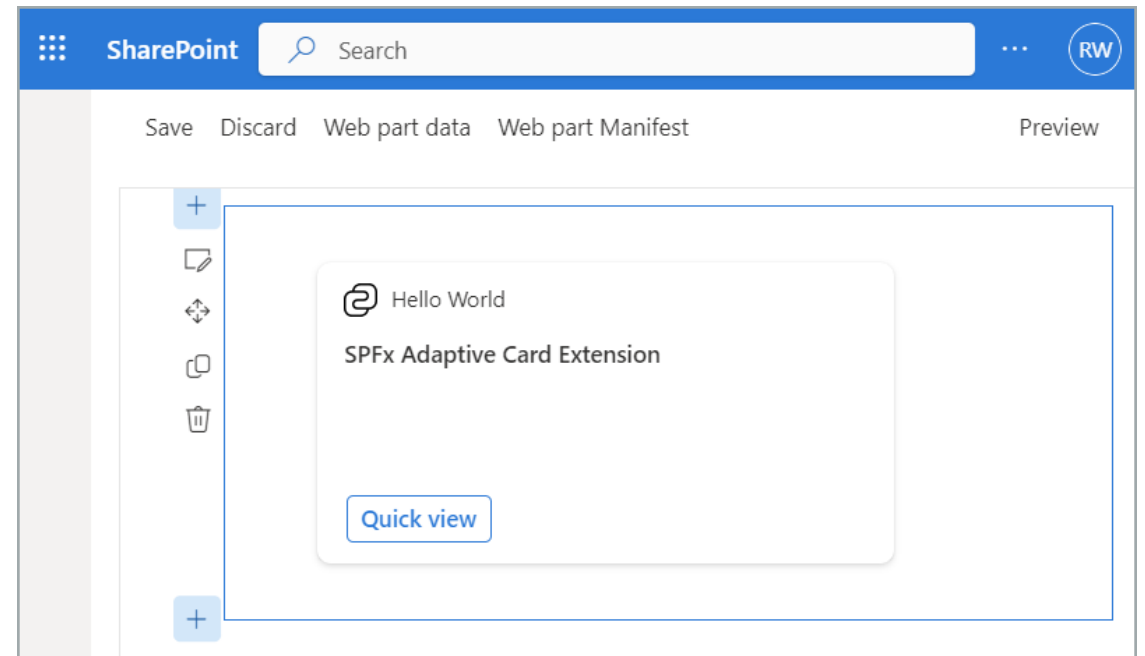 SharePoint Search ... RW
Save Discard Web part data Web part Manifest Preview
Hello World
SPFx Adaptive Card Extension
Quick view